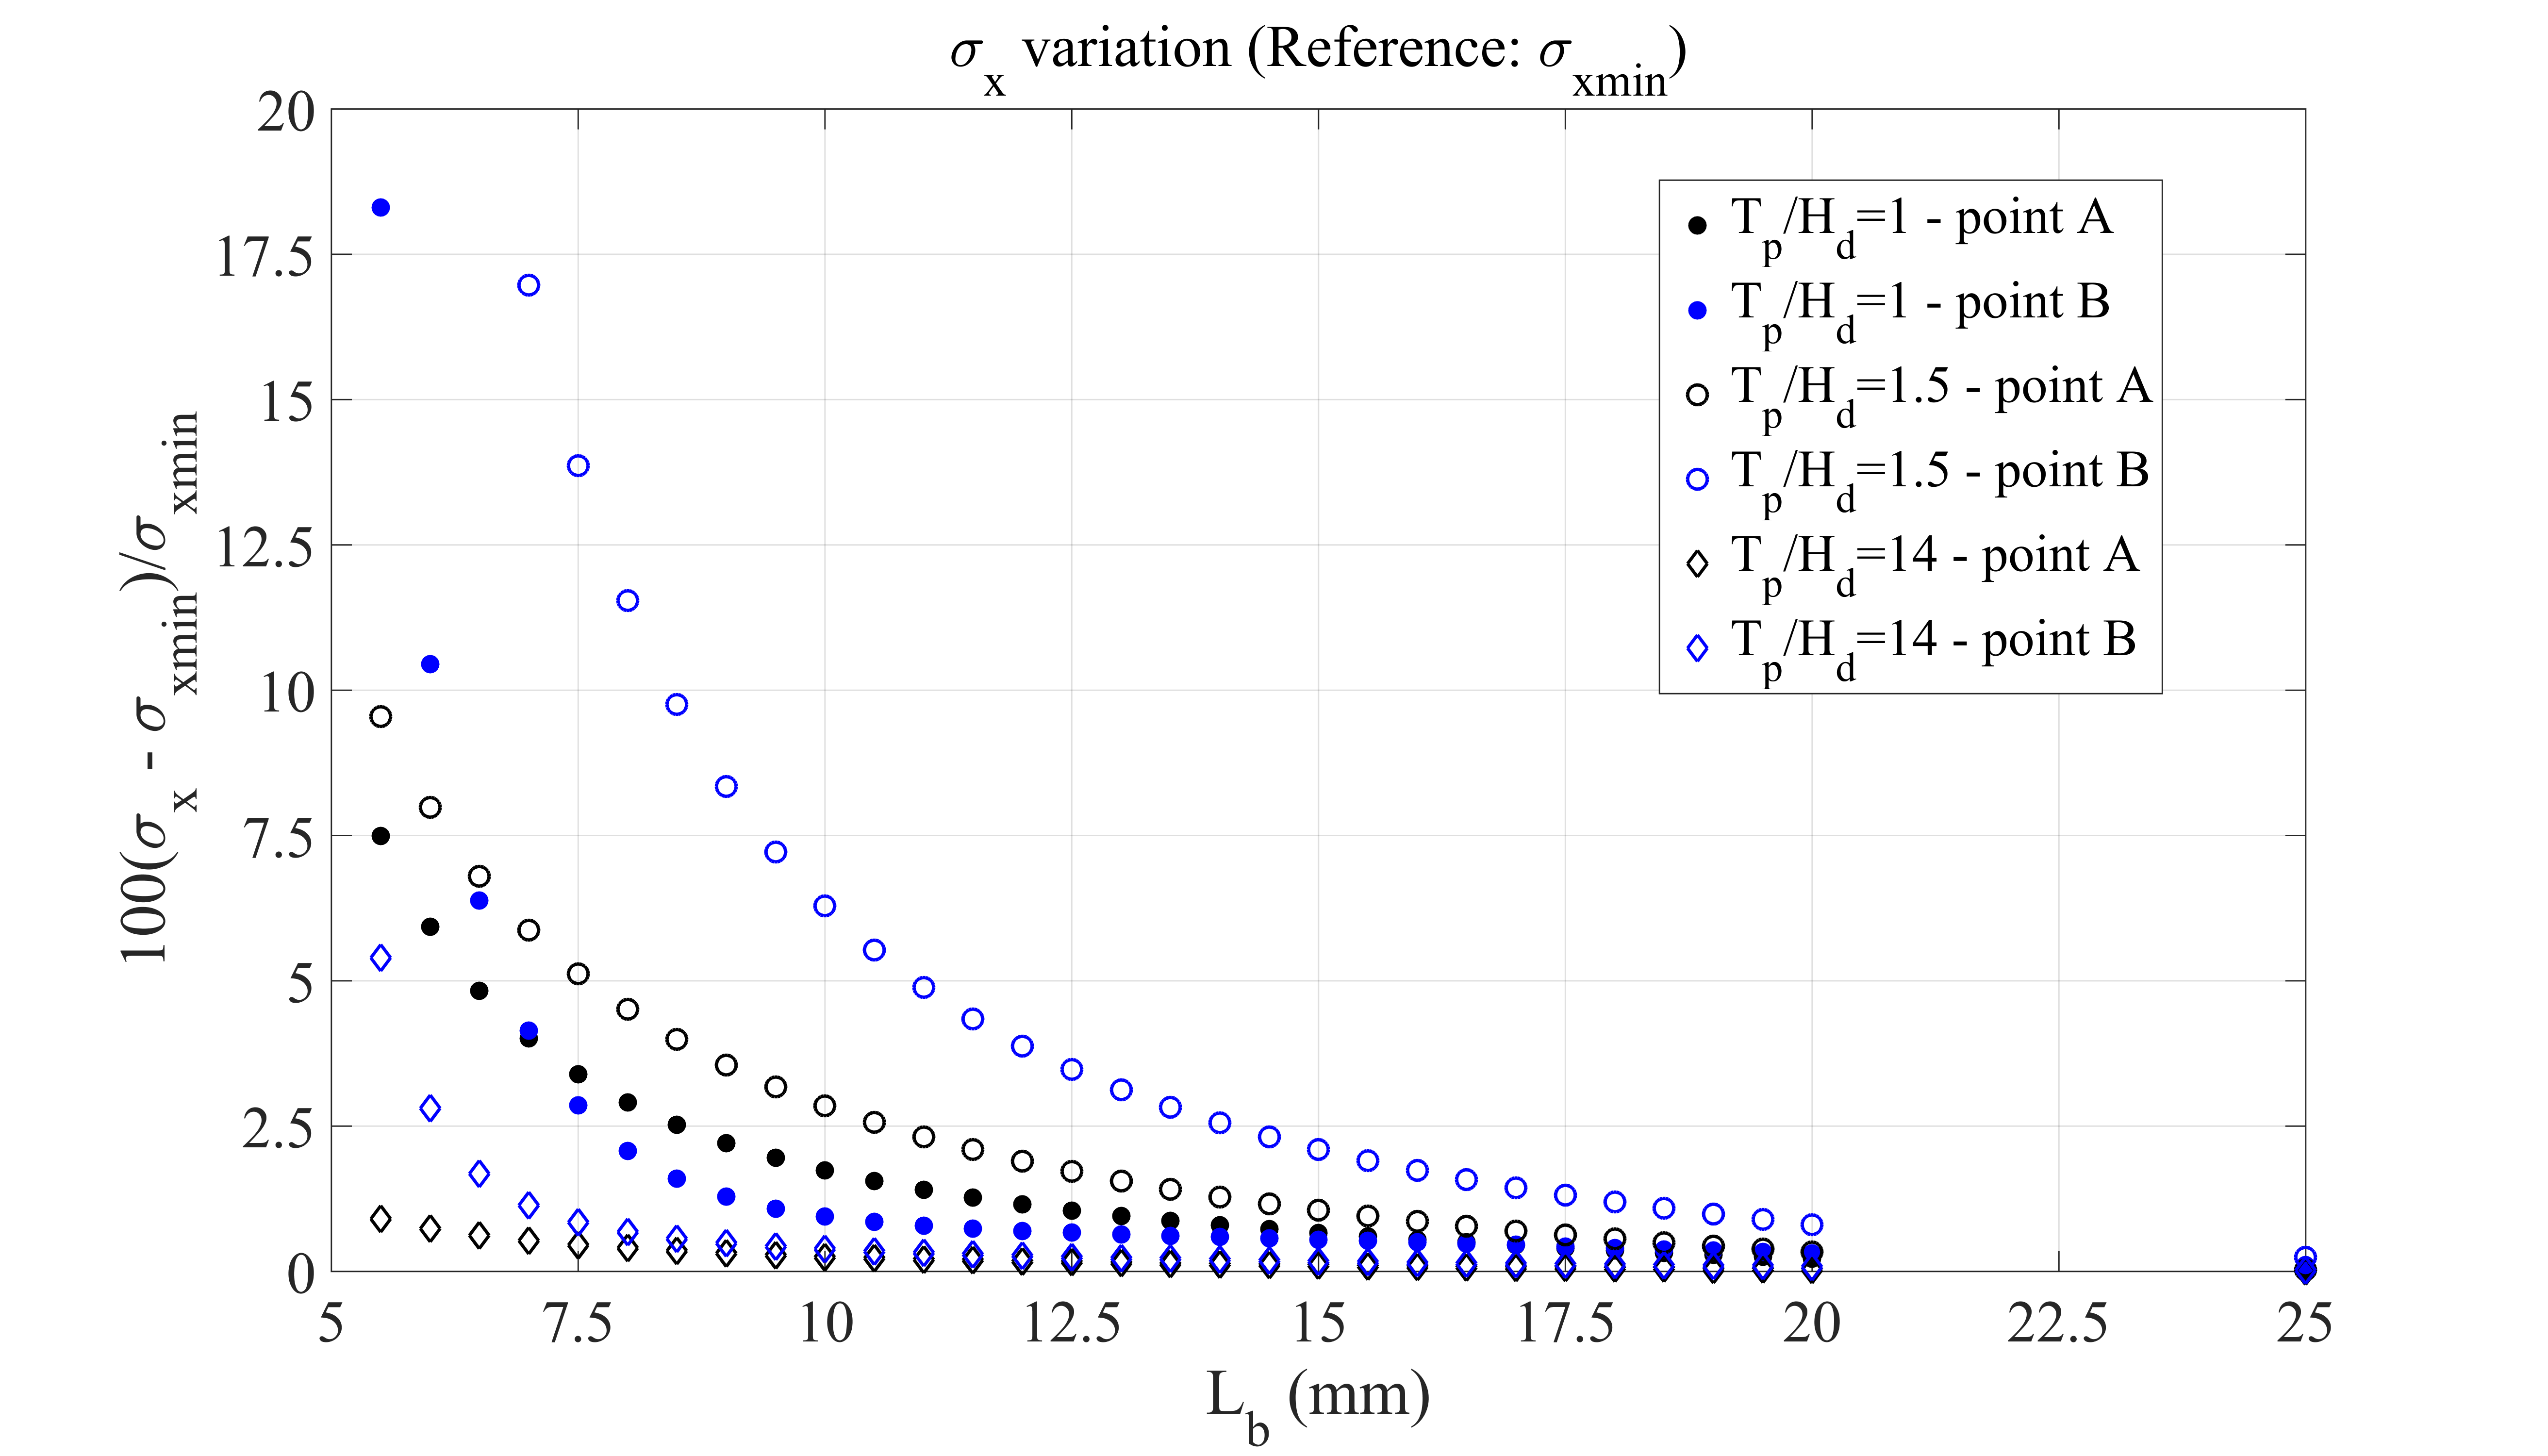 σx variation (Reference: σxmin)
20
17.5
15
12.5
10
7.5
5
2.5
0
100(σx - σxmin)/σxmin
Tp/Hd=1 - point A
Tp/Hd=1 - point B
Tp/Hd=1.5 - point A
Tp/Hd=1.5 - point B
Tp/Hd=14 - point A
Tp/Hd=14 - point B
5 7.5 10 12.5 15 17.5 20 22.5 25
Lb (mm)